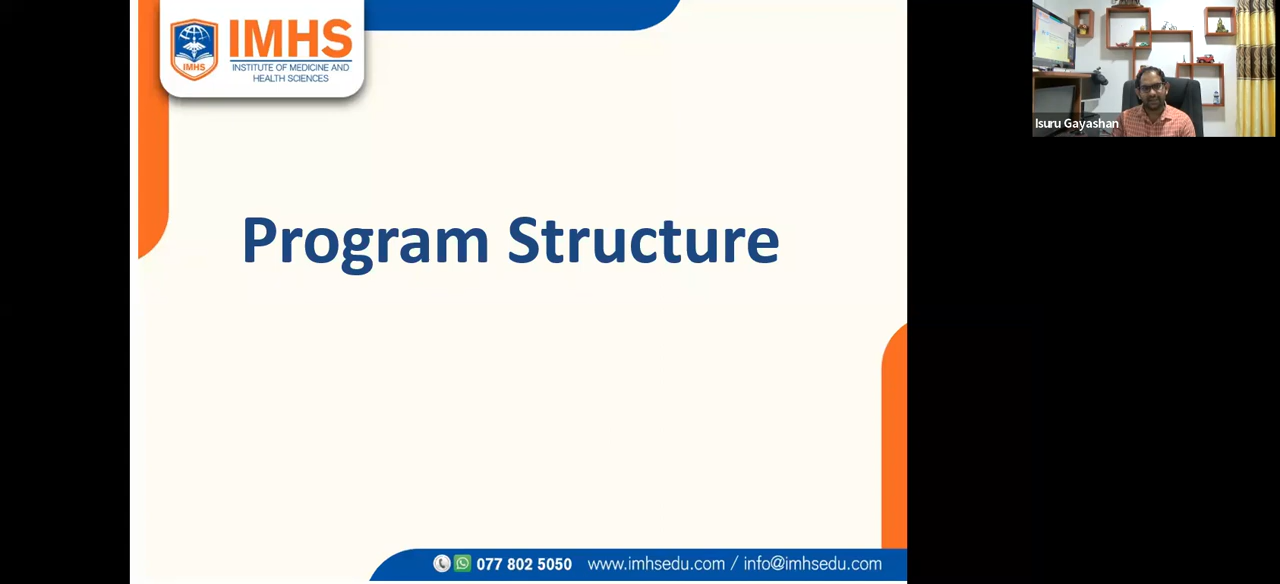 IMHS
INSTITUTE OF MEDICINE AND
HEALTH SCIENCES
IMHS
Isuru Gayashan
Program Structure
077 802 5050 www.imhsedu.com / info@imhsedu.com